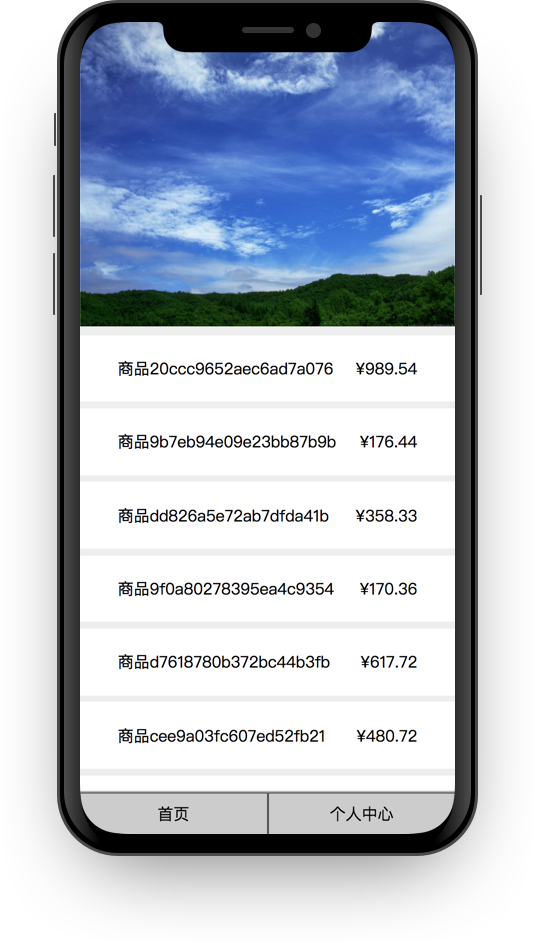 商品20ccc9652aec6ad7a076 ¥989.54
商品9b7eb94e09e23bb87b9b ¥176.44
商品dd826a5e72ab7dfda41b ¥358.33
商品9f0a80278395ea4c9354 ¥170.36
商品d7618780b372bc44b3fb ¥617.72
商品cee9a03fc607ed52fb21 ¥480.72
首页 个人中心